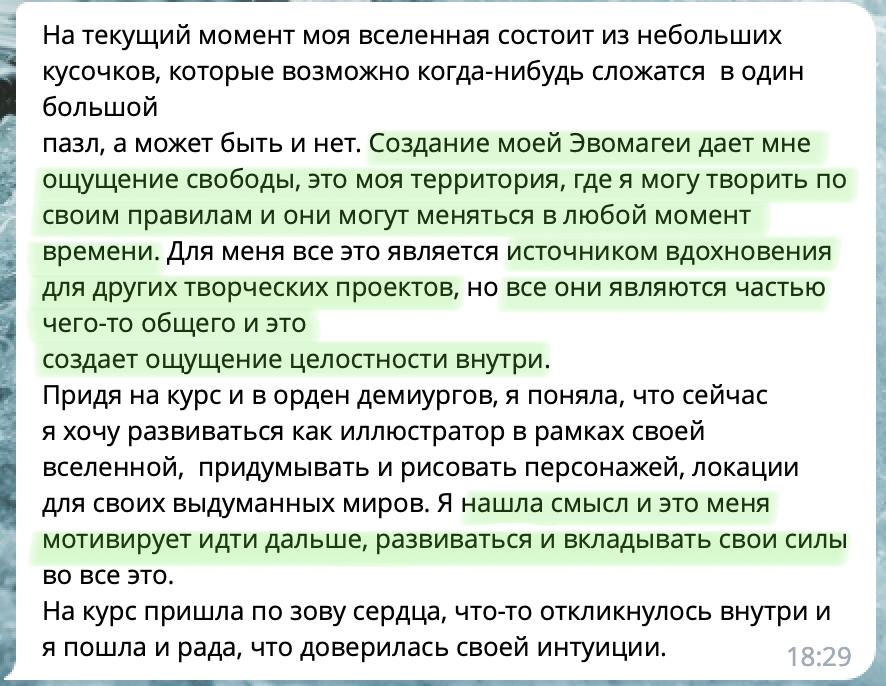 На текущий момент моя вселенная состоит из небольших
кусочков, которые возможно когда-нибудь сложатся  в один
большой
пазл, а может быть и нет. Создание моей Эвомагеи дает мне
ощущение свободы, это моя территория, где я могу творить по
своим правилам и они могут меняться в любой момент
времени. Для меня все это является источником вдохновения
для других творческих проектов, но все они являются частью
чего-то общего и это
создает ощущение целостности внутри.
Придя на курс и в орден демиургов, я поняла, что сейчас
я хочу развиваться как иллюстратор в рамках своей
вселенной,  придумывать и рисовать персонажей, локации
для своих выдуманных миров. Я нашла смысл и это меня
мотивирует идти дальше, развиваться и вкладывать свои силы
во все это.
На курс пришла по зову сердца, что-то откликнулось внутри и
я пошла и рада, что доверилась своей интуиции.
18:29